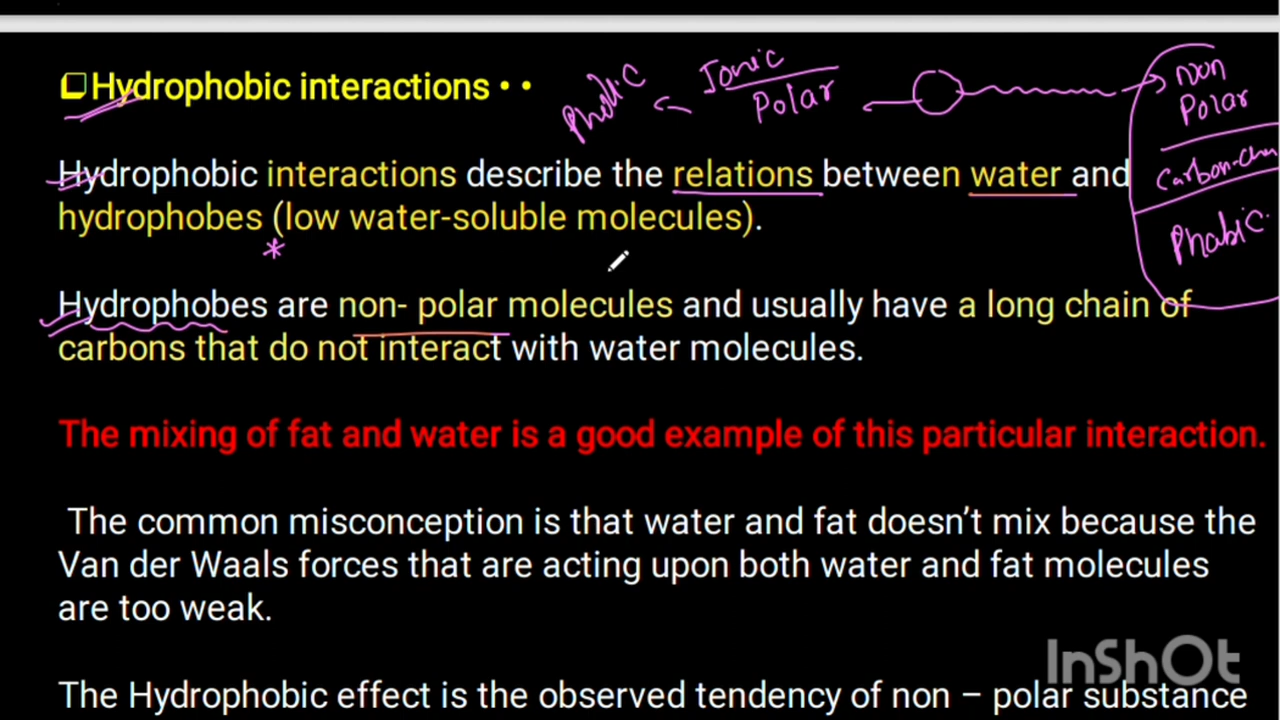 ❑Hydrophobic interactions • •
Philic
Ionic
Polar
Non
Polar
Carbon-Chai
Phobic
Hydrophobic interactions describe the relations between water and
hydrophobes (low water-soluble molecules).
*
Hydrophobes are non- polar molecules and usually have a long chain of
carbons that do not interact with water molecules.
The mixing of fat and water is a good example of this particular interaction.
The common misconception is that water and fat doesn't mix because the
Van der Waals forces that are acting upon both water and fat molecules
are too weak.
The Hydrophobic effect is the observed tendency of non – polar substance
InShOt